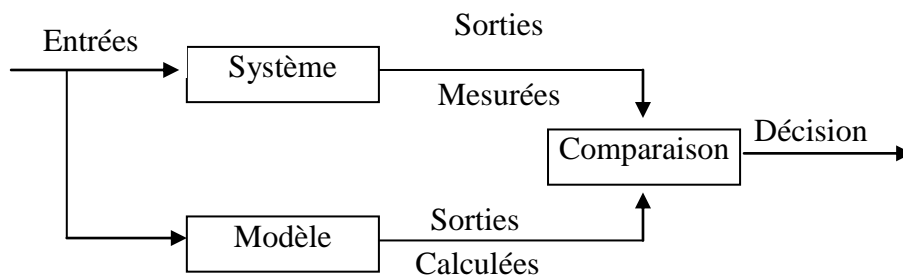 Entrées
Système
Sorties
Mesurées
Comparaison
Décision
Modèle
Sorties
Calculées